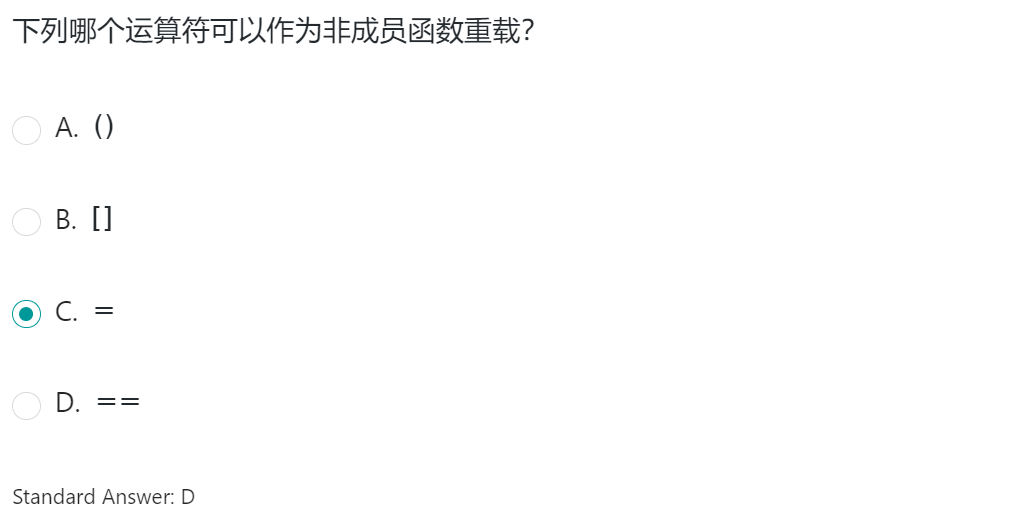 下列哪个运算符可以作为非成员函数重载?
A. ()
B. []
C. =
D. ==
Standard Answer: D